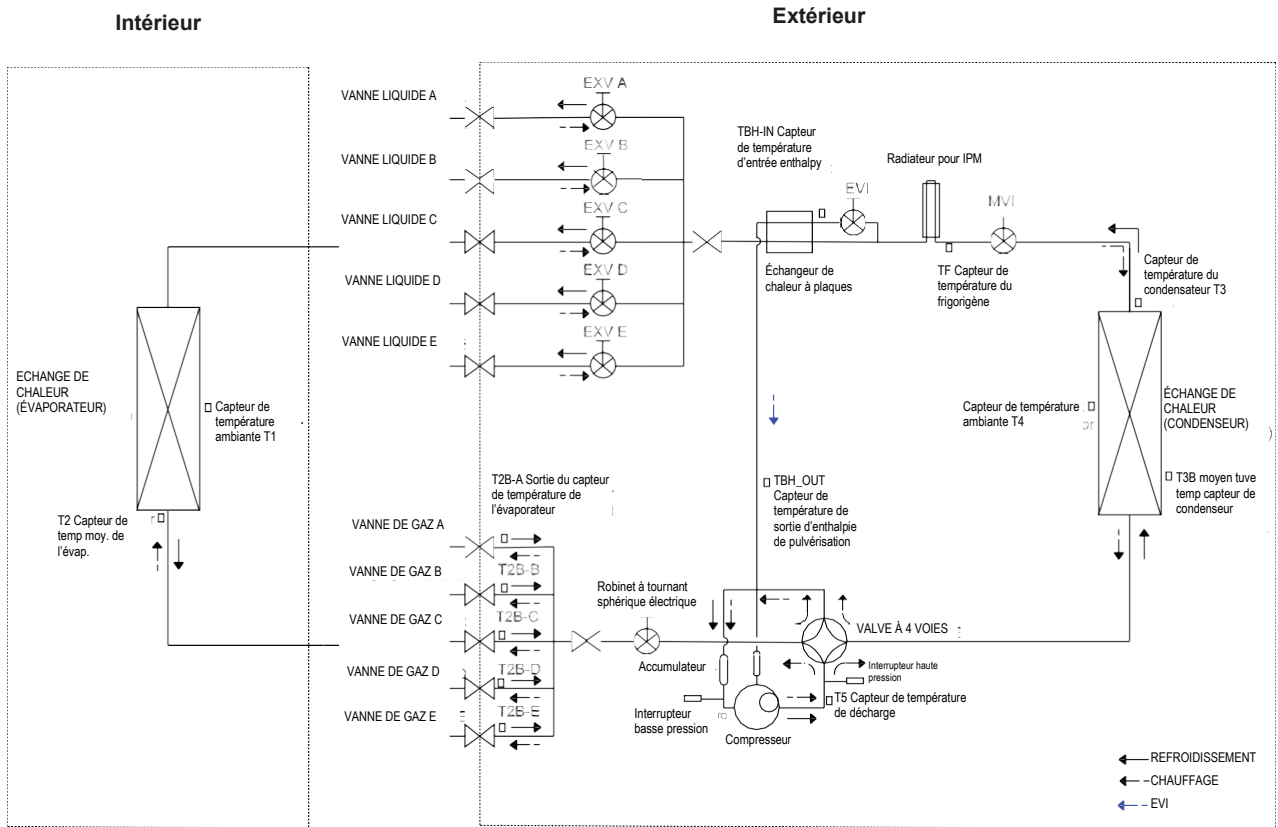 Intérieur
Extérieur
VANNE LIQUIDE A
VANNE LIQUIDE B
VANNE LIQUIDE C
VANNE LIQUIDE D
VANNE LIQUIDE E
EXV A
EXV B
EXV C
EXV D
EXV E
TBH-IN Capteur
de température
d'entrée enthalpy
EVI
Radiateur pour IPM
MVI
Échangeur de
chaleur à plaques
TF Capteur de
température du
frigorigène
Capteur de
température du
condensateur T3
ECHANGE DE
CHALEUR
(ÉVAPORATEUR)
Capteur de
température
ambiante T1
Capteur de température
ambiante T4
ÉCHANGE DE
CHALEUR
(CONDENSEUR)
T3B moyen tuve
temp capteur de
condenseur
T2 Capteur de
temp moy. de
l'évap.
T2B-A Sortie du capteur
de température de
l'évaporateur
TBH_OUT
Capteur de
température de
sortie d'enthalpie
de pulvérisation
VANNE DE GAZ A
VANNE DE GAZ B
VANNE DE GAZ C
VANNE DE GAZ D
VANNE DE GAZ E
T2B-B
T2B-C
T2B-D
T2B-E
Robinet à tournant
sphérique électrique
VALVE À 4 VOIES
Accumulateur
Interrupteur haute
pression
Interrupteur
basse pression
Compresseur
T5 Capteur de température
de décharge
REFROIDISSEMENT
CHAUFFAGE
EVI